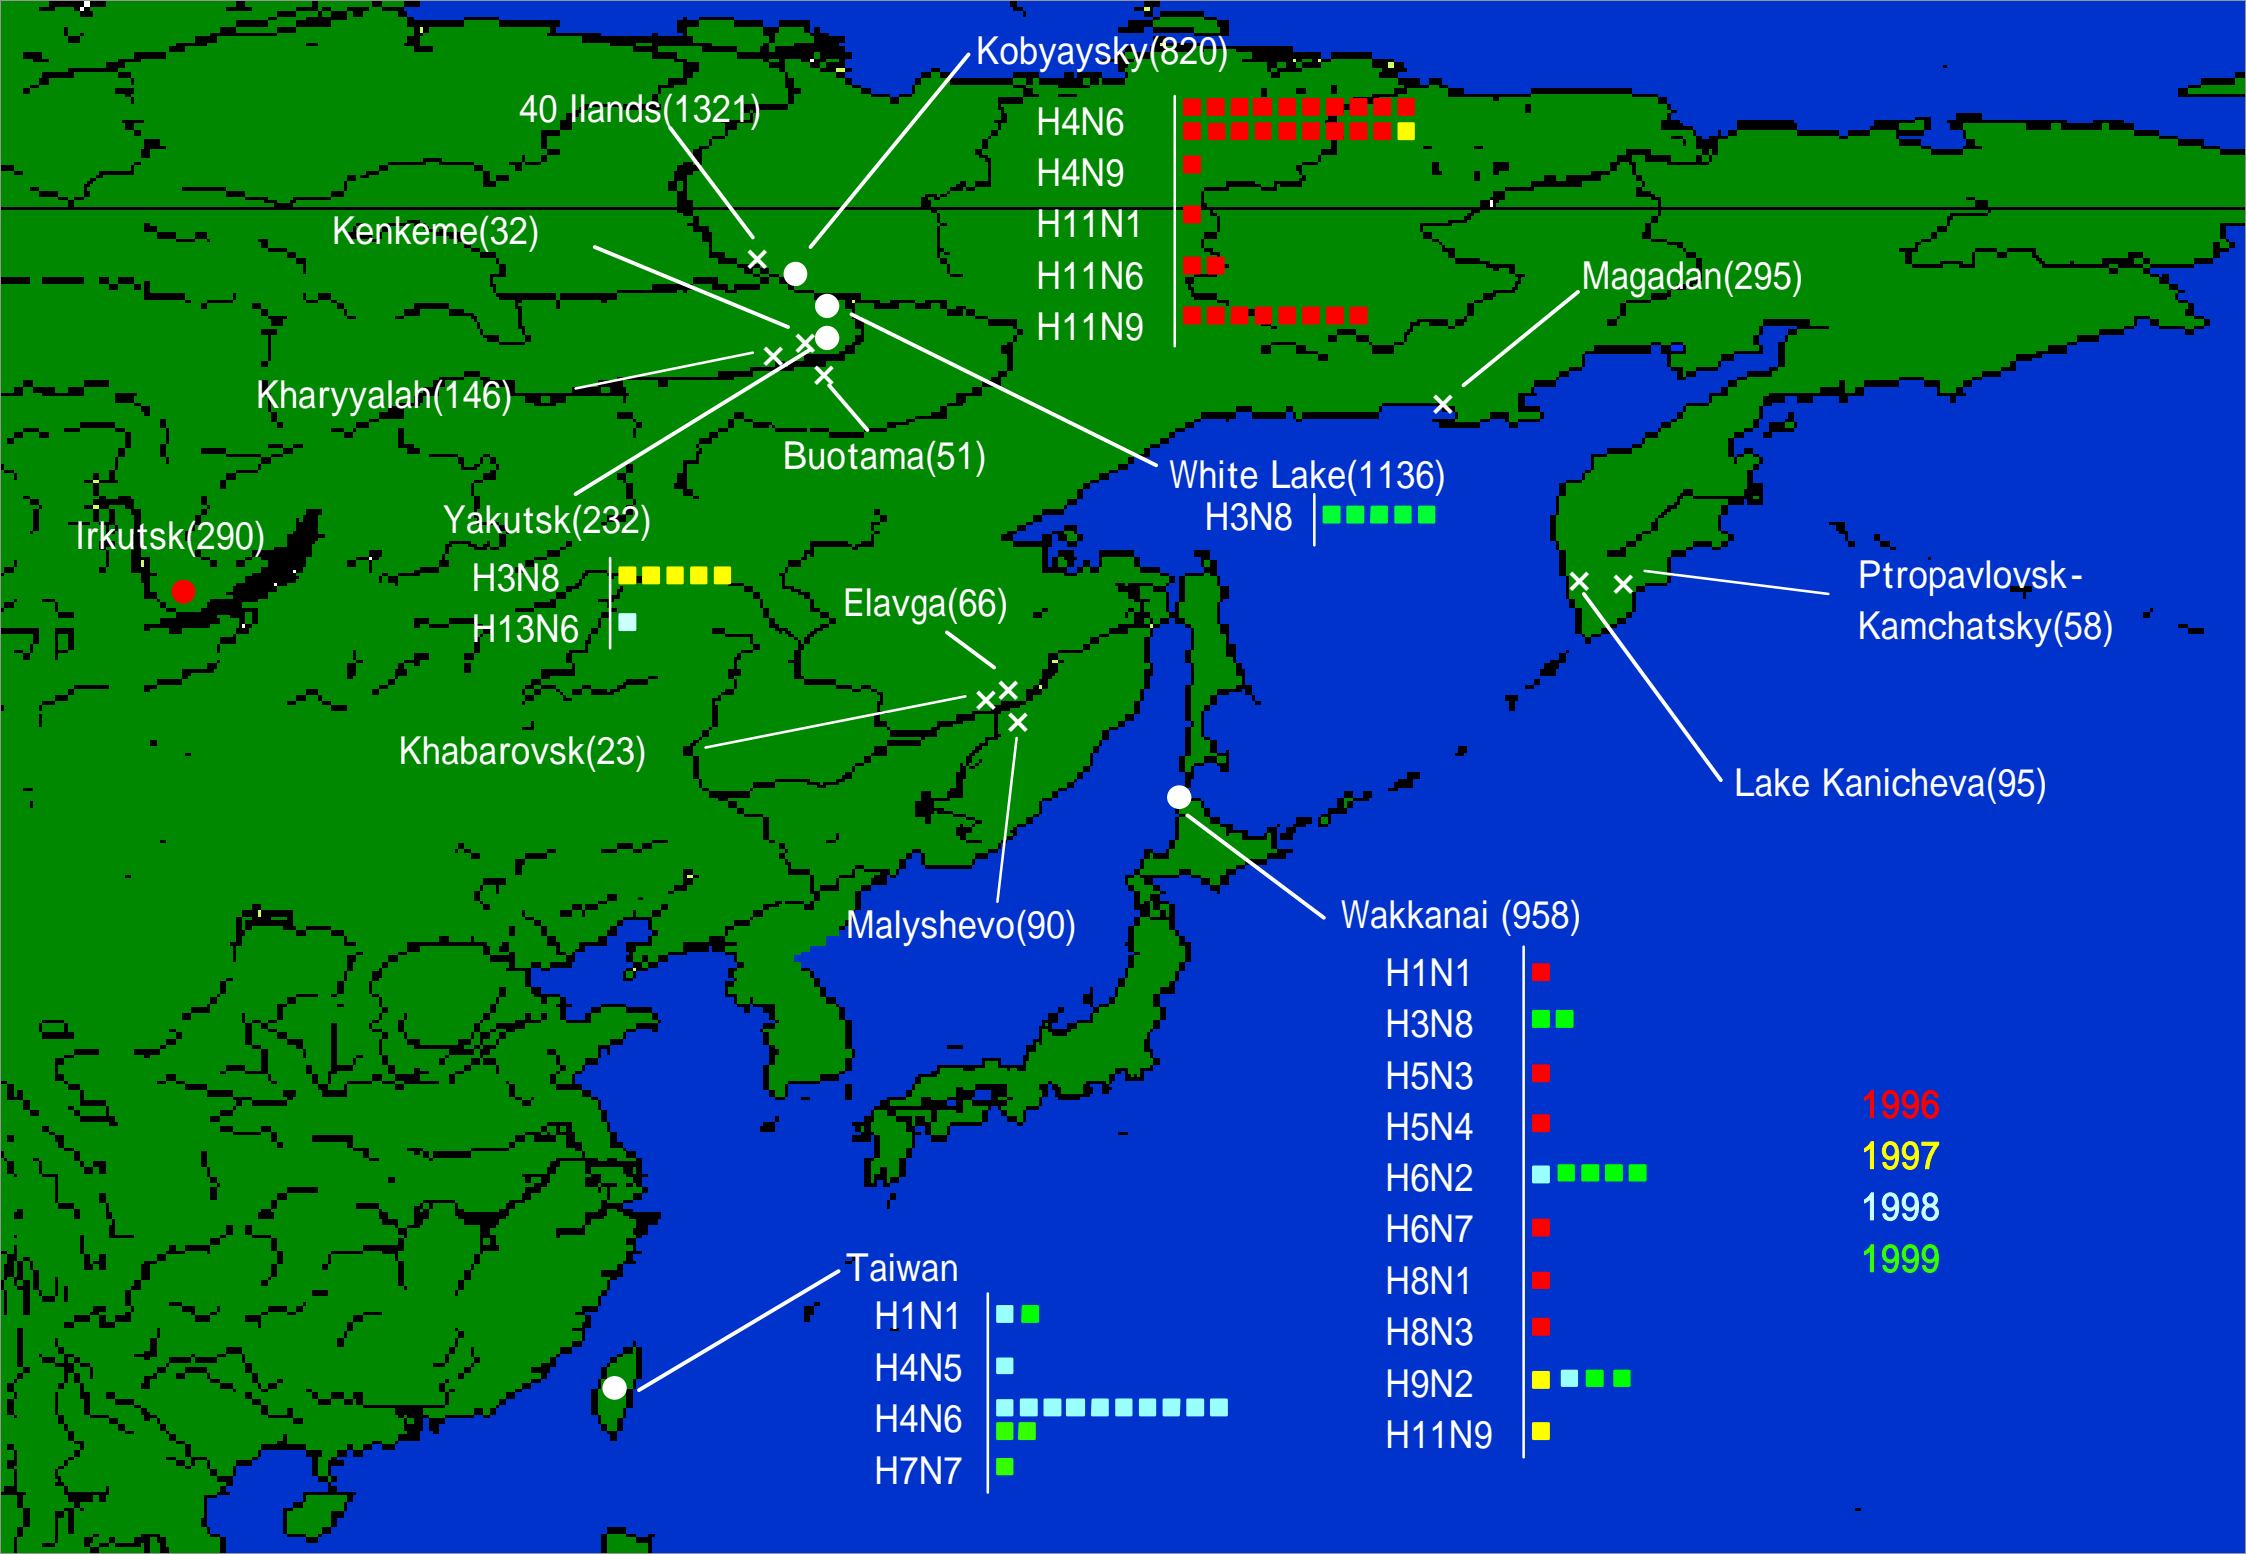 Kobyaysky(820)
40 Ilands(1321)
H4N6
H4N9
H11N1
H11N6
H11N9
Kenkeme(32)
Magadan(295)
Kharyyalah(146)
Buotama(51)
White Lake(1136)
H3N8
Yakutsk(232)
H3N8
H13N6
Irkutsk(290)
Elavga(66)
Ptropavlovsk-
Kamchatsky(58)
Khabarovsk(23)
Lake Kanicheva(95)
Malyshevo(90)
Wakkanai (958)
H1N1
H3N8
H5N3
H5N4
H6N2
H6N7
H8N1
H8N3
H9N2
H11N9
1996
1997
1998
1999
Taiwan
H1N1
H4N5
H4N6
H7N7